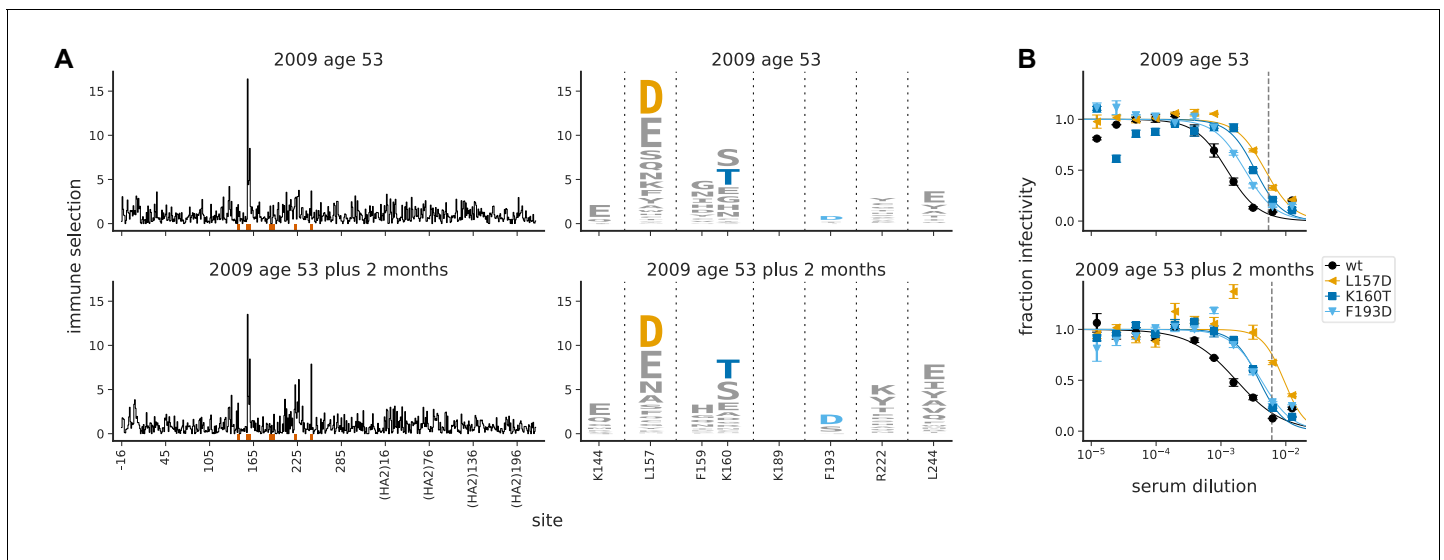 A
2009 age 53
2009 age 53
B
2009 age 53
15
10
5
0
15
10
5
0
1.0
0.5
0.0
immune selection
2009 age 53 plus 2 months
2009 age 53 plus 2 months
2009 age 53 plus 2 months
15
10
5
0
15
10
5
0
1.0
0.5
0.0
fraction infectivity
wt
L157D
K160T
F193D
-16
45
105
165
225
285
(HA2)16
(HA2)76
(HA2)136
(HA2)196
K144
L157
F159
K160
K189
F193
R222
L244
10⁻⁵
10⁻⁴
10⁻³
10⁻²
site
serum dilution
D
E
S
T
E
D
E
D
E
N
T
S
E
H
D
K
E